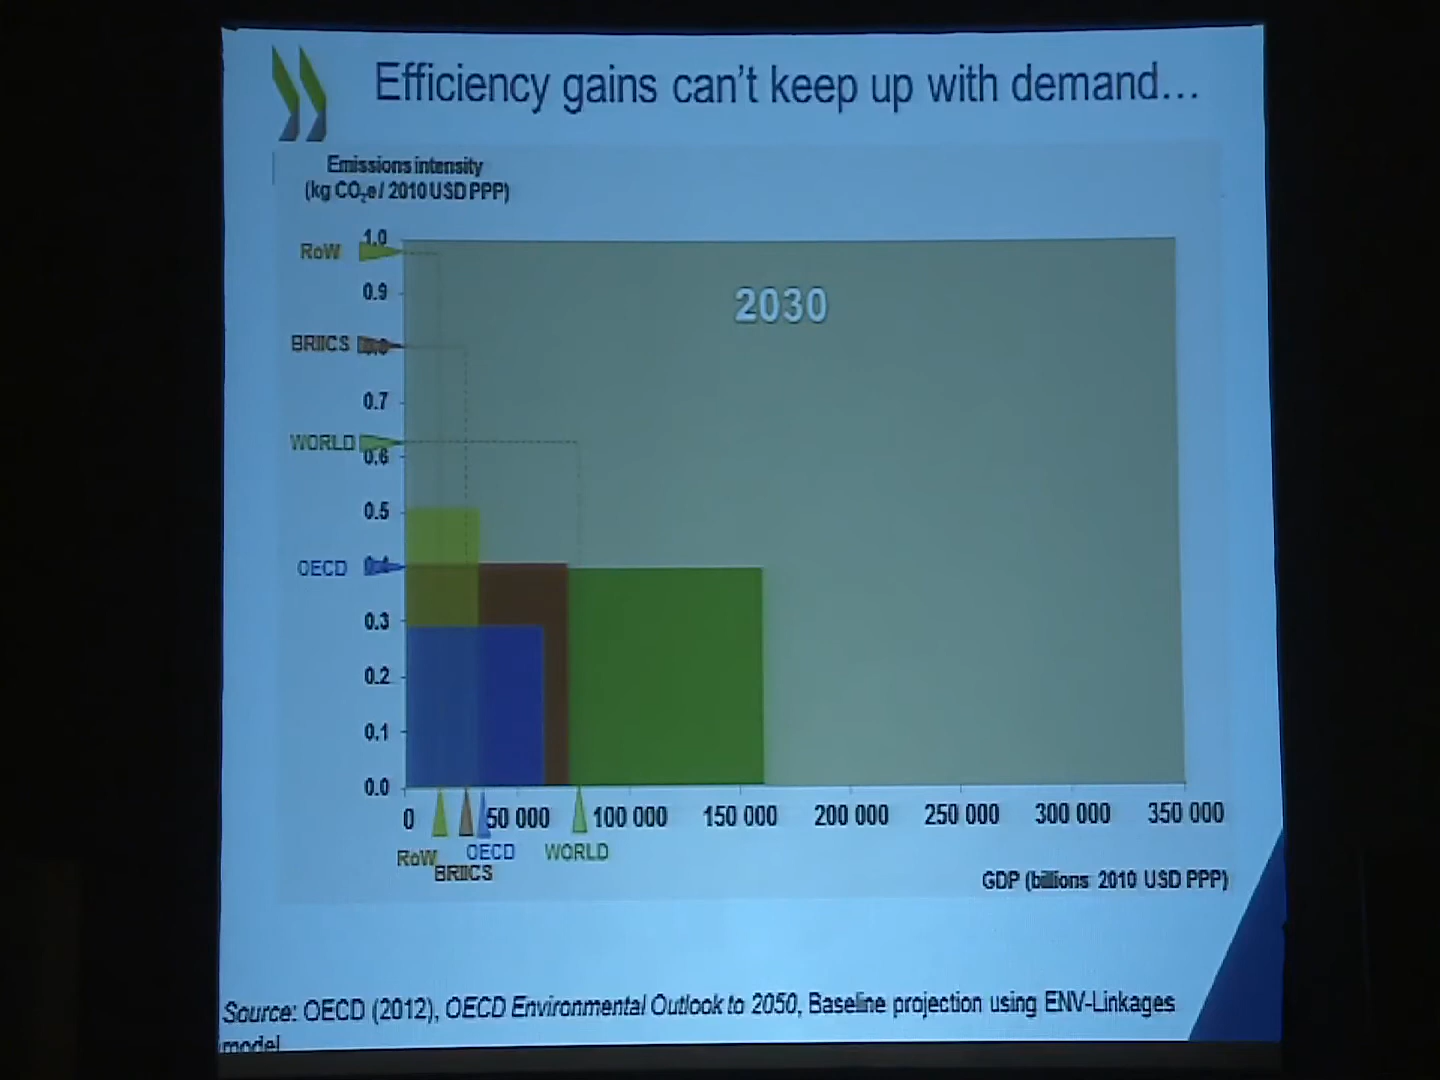 Efficiency gains can't keep up with demand...
Emissions intensity
(kg CO₂e / 2010 USD PPP)
1.0
RoW
0.9
BRIICS
0.7
WORLD
0.6
0.5
OECD
0.4
0.3
0.2
0.1
0.0
2030
0 50 000 100 000 150 000 200 000 250 000 300 000 350 000
RoW OECD WORLD
BRIICS
GDP (billions 2010 USD PPP)
Source: OECD (2012), OECD Environmental Outlook to 2050, Baseline projection using ENV-Linkages
model